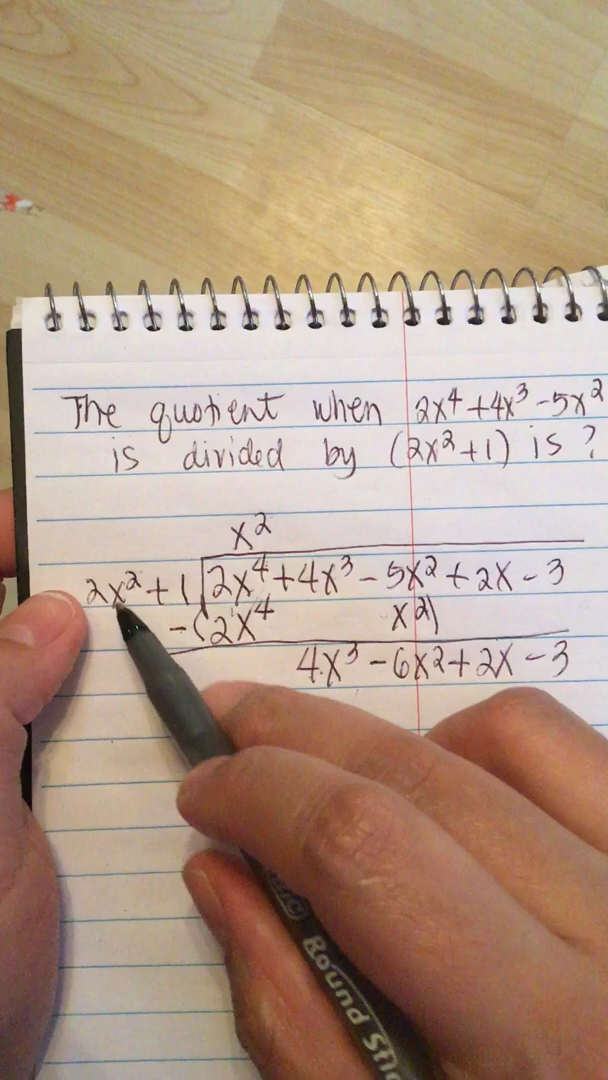 The quotient when 2x⁴+4x³-5x²
is divided by (2x²+1) is ?
x²
2x²+1 2x⁴+4x³-5x²+2x-3
-(2x⁴ x²)
4x³-6x²+2x-3
Round Stic